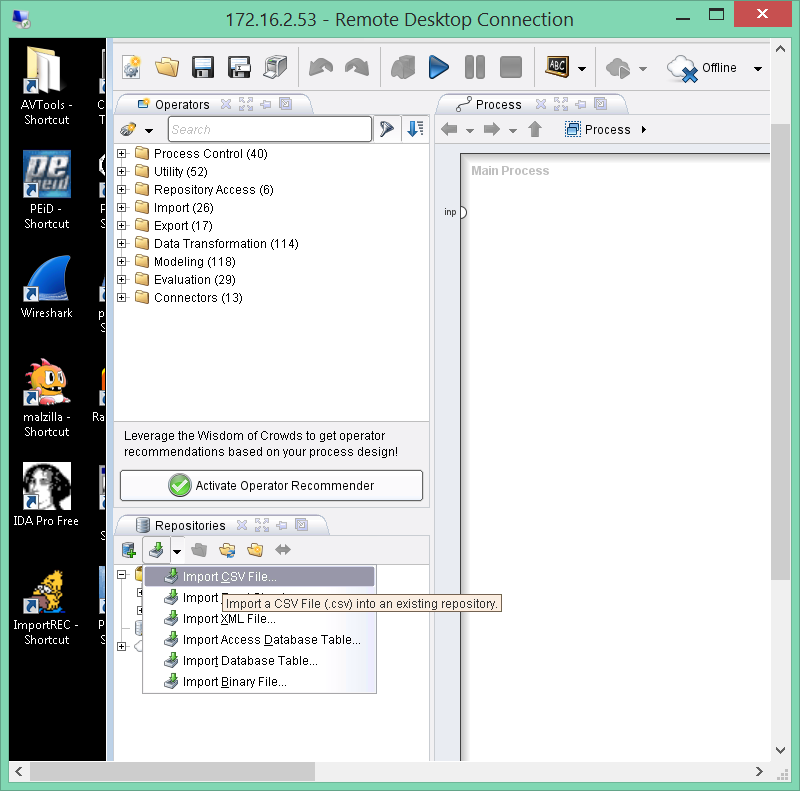 172.16.2.53 - Remote Desktop Connection
AVTools -
Shortcut
PEiD -
Shortcut
Wireshark
malzilla -
Shortcut
Ra
IDA Pro Free
ImportREC -
Shortcut
ABC
Offline
Operators
Search
Process Control (40)
Utility (52)
Repository Access (6)
Import (26)
Export (17)
Data Transformation (114)
Modeling (118)
Evaluation (29)
Connectors (13)
Leverage the Wisdom of Crowds to get operator
recommendations based on your process design!
Activate Operator Recommender
Repositories
Import CSV File...
Import
Import a CSV File (.csv) into an existing repository.
Import XML File...
Import Access Database Table...
Import Database Table...
Import Binary File...
Process
Process
Main Process
inp